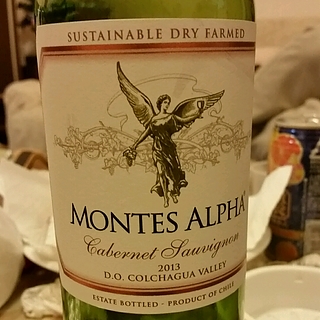 SUSTAINABLE DRY FARMED
MONTES ALPHA
Cabernet Sauvignon
2013
D.O. COLCHAGUA VALLEY
ESTATE BOTTLED - PRODUCT OF CHILE